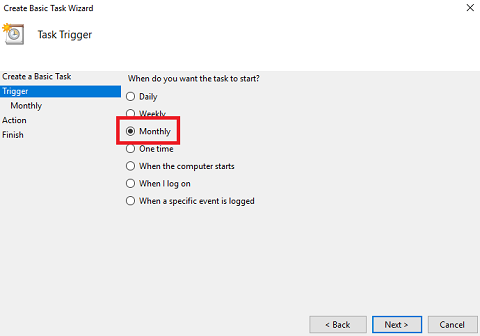 Create Basic Task Wizard
Task Trigger
Create a Basic Task
Trigger
Monthly
Action
Finish
When do you want the task to start?
Daily
Weekly
Monthly
One time
When the computer starts
When I log on
When a specific event is logged
< Back
Next >
Cancel